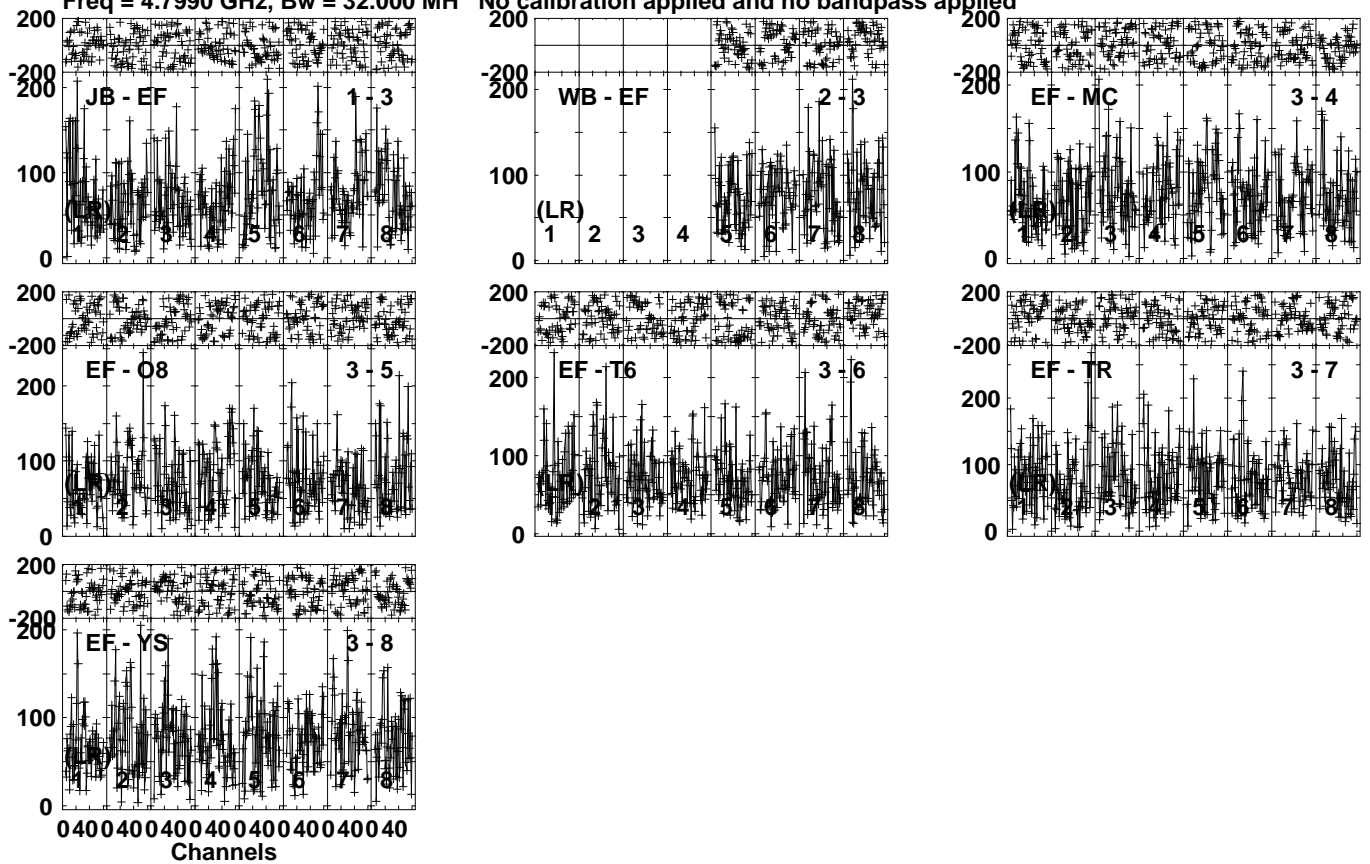 Freq = 4.7990 GHz, Bw = 32.000 MH No calibration applied and no bandpass applied
200
-200
200
100
0
JB - EF 1 - 3
(LR)
1 2 3 4 5 6 7 8
200
-200
100
0
WB - EF 2 - 3
(LR)
1 2 3 4 5 6 7 8
200
-200
200
100
0
EF - MC 3 - 4
(LR)
1 2 3 4 5 6 7 8
200
-200
200
100
0
EF - O8 3 - 5
(LR)
1 2 3 4 5 6 7 8
200
-200
200
100
0
EF - T6 3 - 6
(LR)
1 2 3 4 5 6 7 8
200
-200
200
100
0
EF - TR 3 - 7
(LR)
1 2 3 4 5 6 7 8
200
-200
200
100
0
EF - YS 3 - 8
(LR)
1 2 3 4 5 6 7 8
0 40 0 40 0 40 0 40 0 40 0 40 0 40 0 40
Channels